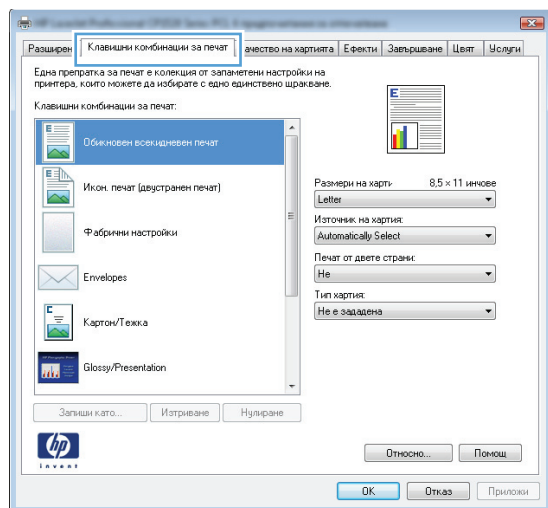 Разширен
Клавишни комбинации за печат
ачество на хартията
Ефекти
Завършване
Цвят
Услуги
Една препратка за печат е колекция от запаметени настройки на
принтера, които можете да избирате с едно единствено щракване.
Клавишни комбинации за печат:
Обикновен всекидневен печат
Икон. печат (двустранен печат)
Фабрични настройки
Envelopes
Картон/Тежка
Glossy/Presentation
Запиши като...
Изтриване
Нулиране
E
Размери на харти
8,5 × 11 инчове
Letter
Източник на хартия:
Automatically Select
Печат от двете страни:
Не
Тип хартия:
Не е зададена
hp
invent
Относно...
Помощ
OK
Отказ
Приложи